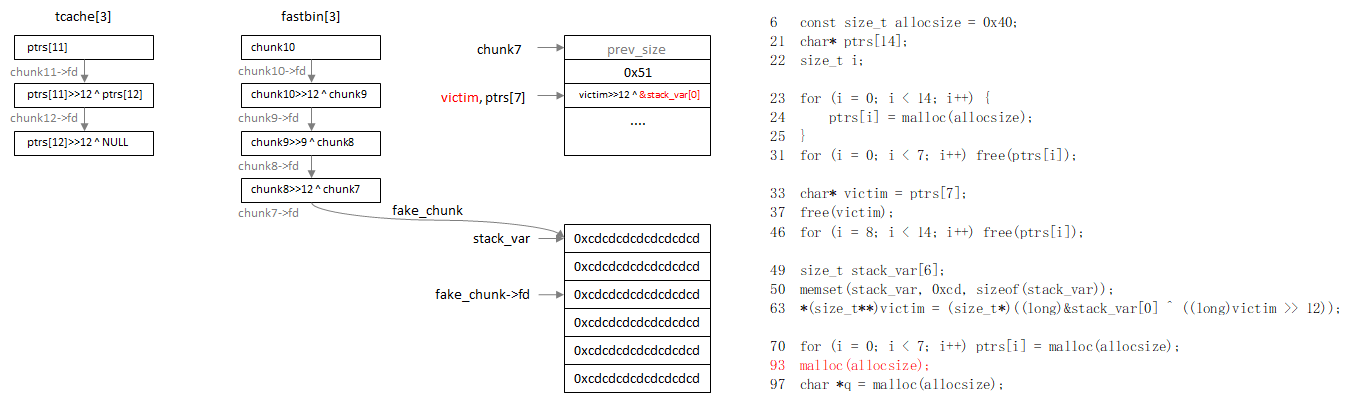 tcache[3]
ptrs[11]
chunk11->fd
ptrs[11]>>12 ^ ptrs[12]
chunk12->fd
ptrs[12]>>12 ^ NULL
fastbin[3]
chunk10
chunk10->fd
chunk10>>12 ^ chunk9
chunk9->fd
chunk9>>9 ^ chunk8
chunk8->fd
chunk8>>12 ^ chunk7
chunk7->fd
fake_chunk
chunk7
prev_size
0x51
victim, ptrs[7]
victim>>12 ^ &stack_var[0]
....
stack_var
0xcdcdcdcdcdcdcdcd
0xcdcdcdcdcdcdcdcd
fake_chunk->fd
0xcdcdcdcdcdcdcdcd
0xcdcdcdcdcdcdcdcd
0xcdcdcdcdcdcdcdcd
0xcdcdcdcdcdcdcdcd
6 const size_t allocsize = 0x40;
21 char* ptrs[14];
22 size_t i;
23 for (i = 0; i < 14; i++) {
24 ptrs[i] = malloc(allocsize);
25 }
31 for (i = 0; i < 7; i++) free(ptrs[i]);
33 char* victim = ptrs[7];
37 free(victim);
46 for (i = 8; i < 14; i++) free(ptrs[i]);
49 size_t stack_var[6];
50 memset(stack_var, 0xcd, sizeof(stack_var));
63 *(size_t**)victim = (size_t*)((long)&stack_var[0] ^ ((long)victim >> 12));
70 for (i = 0; i < 7; i++) ptrs[i] = malloc(allocsize);
93 malloc(allocsize);
97 char *q = malloc(allocsize);